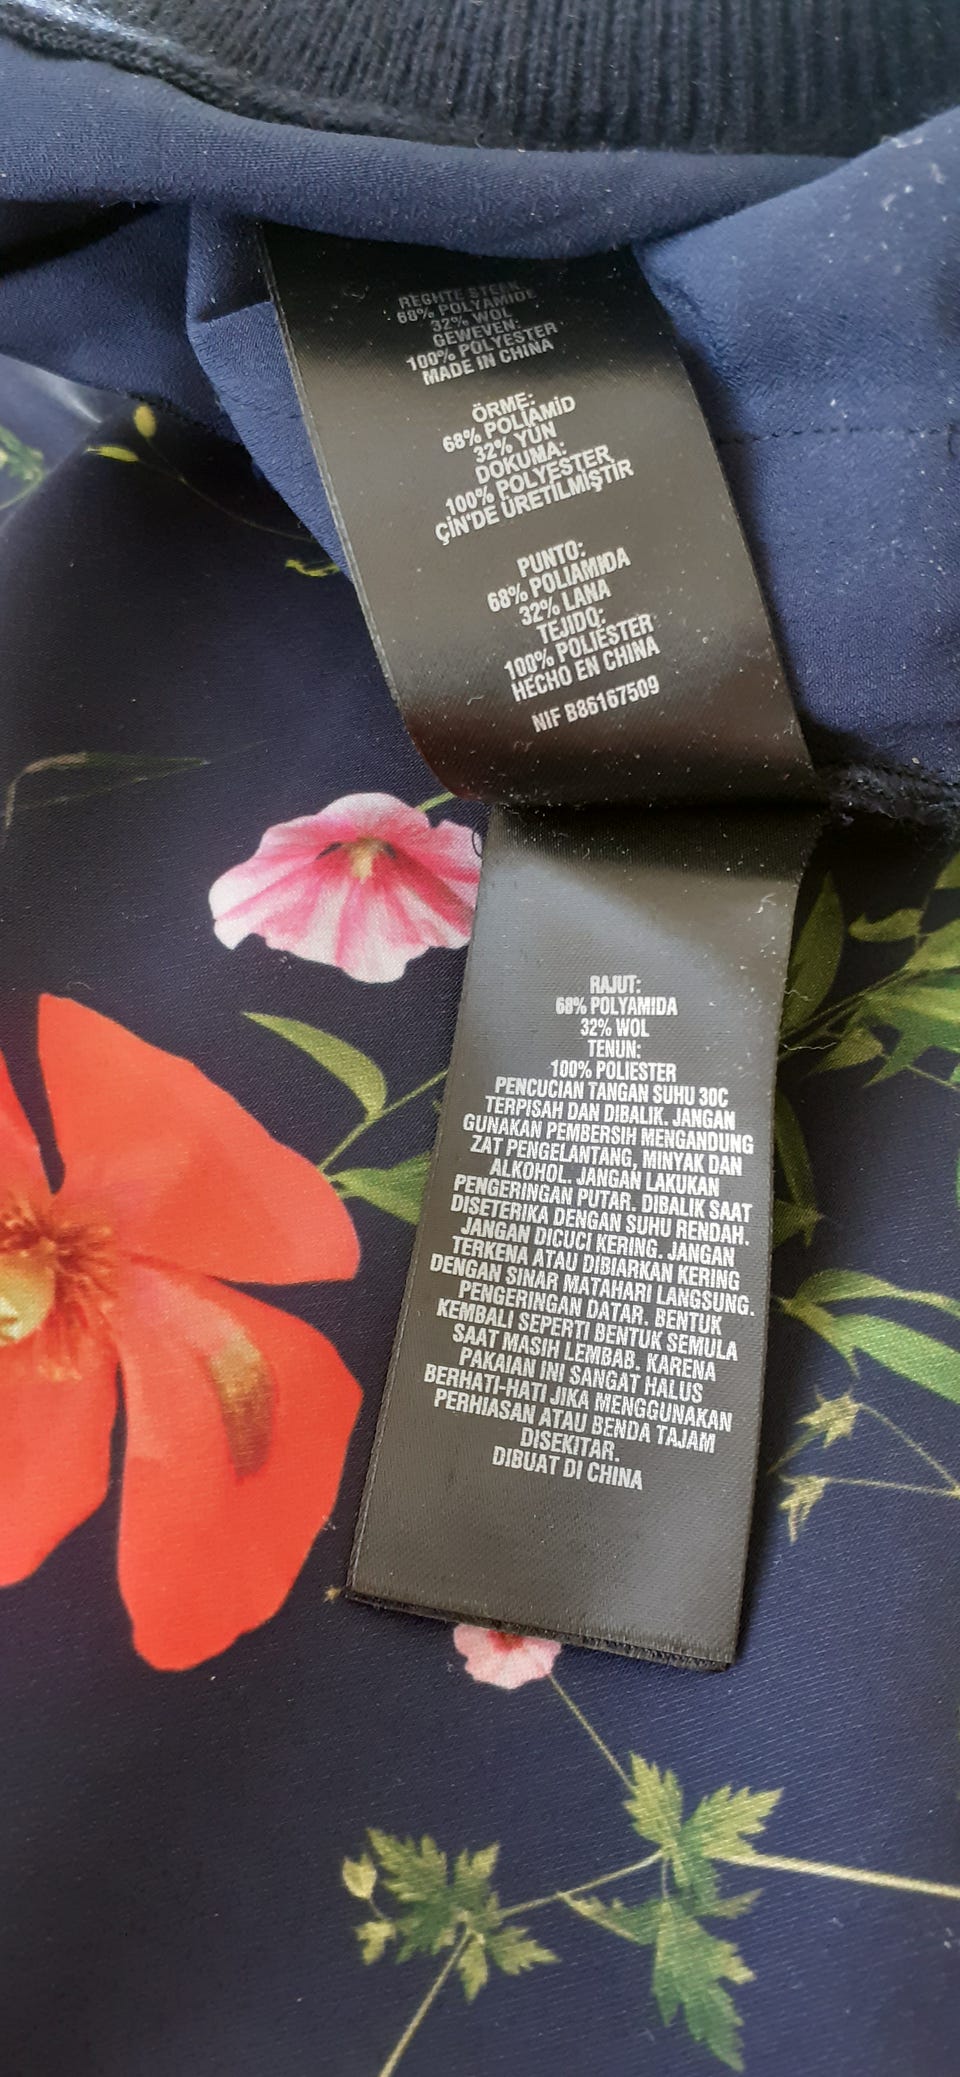 REGHTE STEEK
68% POLYAMIDE
32% WOL
GEWEVEN:
100% POLYESTER
MADE IN CHINA
ÖRME:
68% POLİAMİD
32% YÜN
DOKUMA:
100% POLYESTER
ÇİN'DE ÜRETİLMİŞTİR
PUNTO:
68% POLIAMIDA
32% LANA
TEJIDO:
100% POLIÉSTER
HECHO EN CHINA
NIF B86167509
RAJUT:
68% POLYAMIDA
32% WOL
TENUN:
100% POLIESTER
PENCUCIAN TANGAN SUHU 30C
TERPISAH DAN DIBALIK. JANGAN
GUNAKAN PEMBERSIH MENGANDUNG
ZAT PENGELANTANG, MINYAK DAN
ALKOHOL. JANGAN LAKUKAN
PENGERINGAN PUTAR. DIBALIK SAAT
DISETERIKA DENGAN SUHU RENDAH.
JANGAN DICUCI KERING. JANGAN
TERKENA ATAU DIBIARKAN KERING
DENGAN SINAR MATAHARI LANGSUNG.
PENGERINGAN DATAR. BENTUK
KEMBALI SEPERTI BENTUK SEMULA
SAAT MASIH LEMBAB. KARENA
PAKAIAN INI SANGAT HALUS
BERHATI-HATI JIKA MENGGUNAKAN
PERHIASAN ATAU BENDA TAJAM
DISEKITAR.
DIBUAT DI CHINA